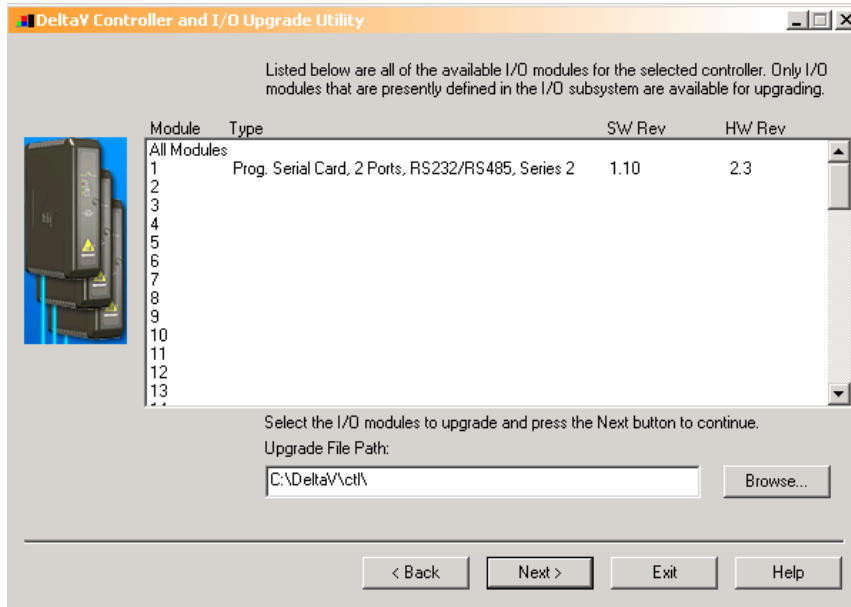 DeltaV Controller and I/O Upgrade Utility
Listed below are all of the available I/O modules for the selected controller. Only I/O
modules that are presently defined in the I/O subsystem are available for upgrading.
Module Type SW Rev HW Rev
All Modules
1 Prog. Serial Card, 2 Ports, RS232/RS485, Series 2 1.10 2.3
2
3
4
5
6
7
8
9
10
11
12
13
Select the I/O modules to upgrade and press the Next button to continue.
Upgrade File Path:
C:\DeltaV\ctl\
Browse...
< Back Next > Exit Help